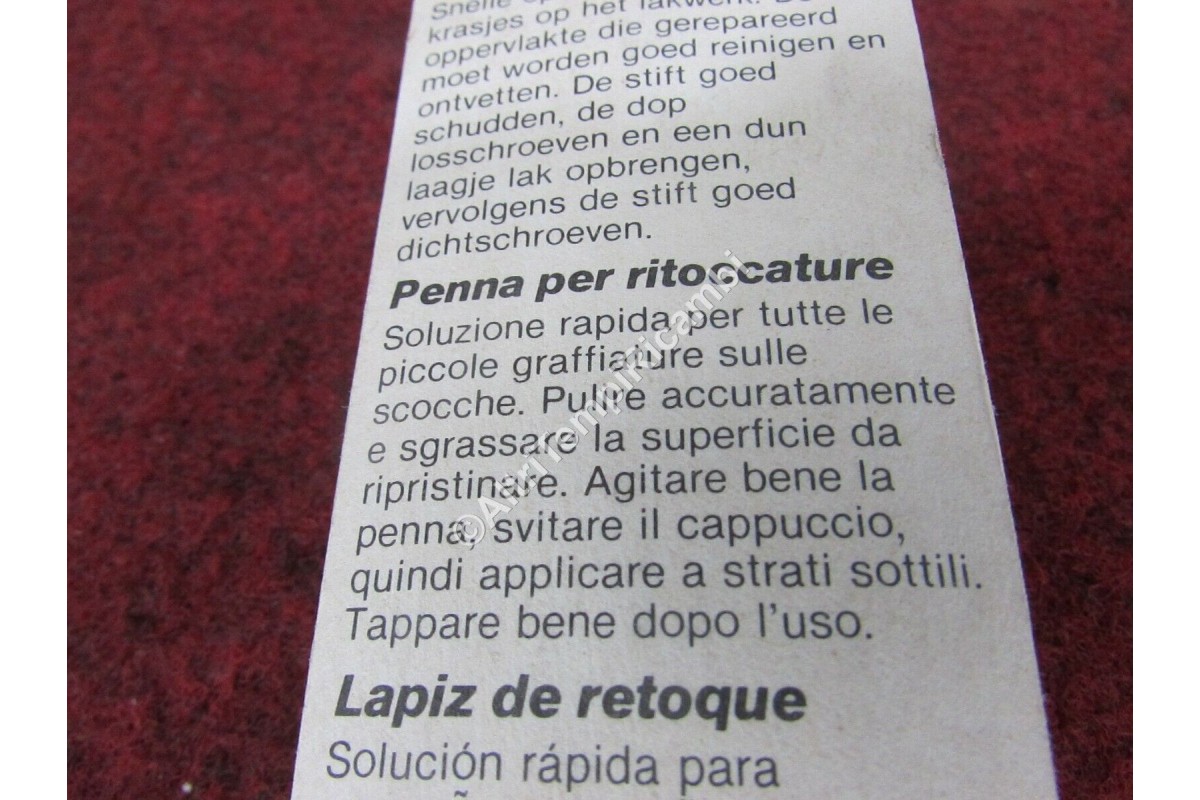 Snelle
krasjes op het lakwerk. De
oppervlakte die gerepareerd
moet worden goed reinigen en
ontvetten. De stift goed
schudden, de dop
losschroeven en een dun
laagje lak opbrengen,
vervolgens de stift goed
dichtschroeven.
Penna per ritoccature
Soluzione rapida per tutte le
piccole graffiature sulle
scocche. Pulire accuratamente
e sgrassare la superficie da
ripristinare. Agitare bene la
penna, svitare il cappuccio,
quindi applicare a strati sottili.
Tappare bene dopo l'uso.
Lapiz de retoque
Solución rápida para
©AltriTempiRicambi